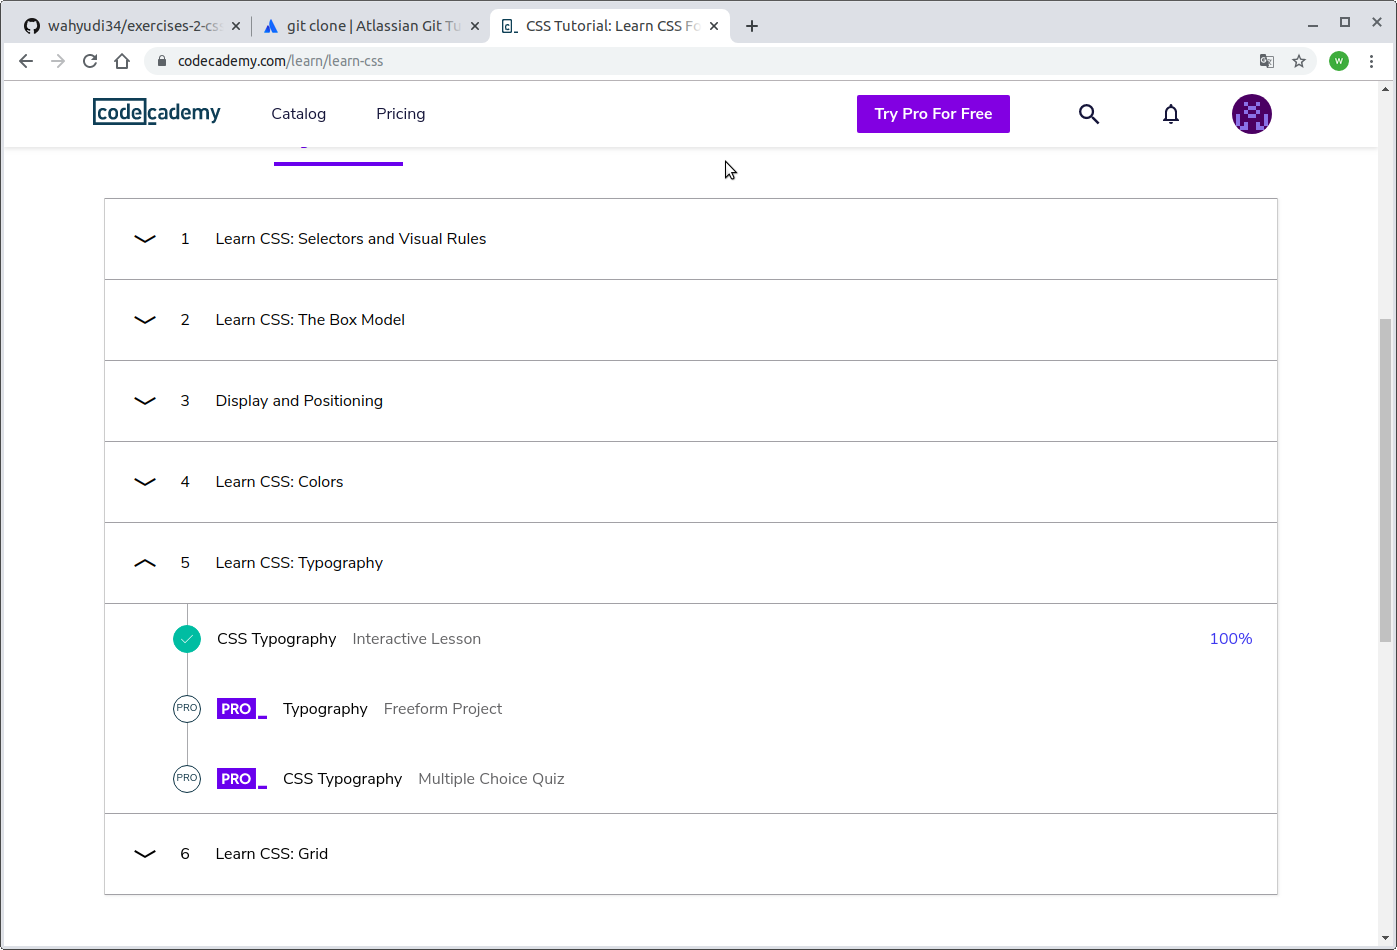 wahyudi34/exercises-2-css
git clone | Atlassian Git Tu
CSS Tutorial: Learn CSS Fo
codecademy.com/learn/learn-css
W
codecademy
Catalog
Pricing
Try Pro For Free
1 Learn CSS: Selectors and Visual Rules
2 Learn CSS: The Box Model
3 Display and Positioning
4 Learn CSS: Colors
5 Learn CSS: Typography
CSS Typography Interactive Lesson 100%
PRO PRO_ Typography Freeform Project
PRO PRO_ CSS Typography Multiple Choice Quiz
6 Learn CSS: Grid